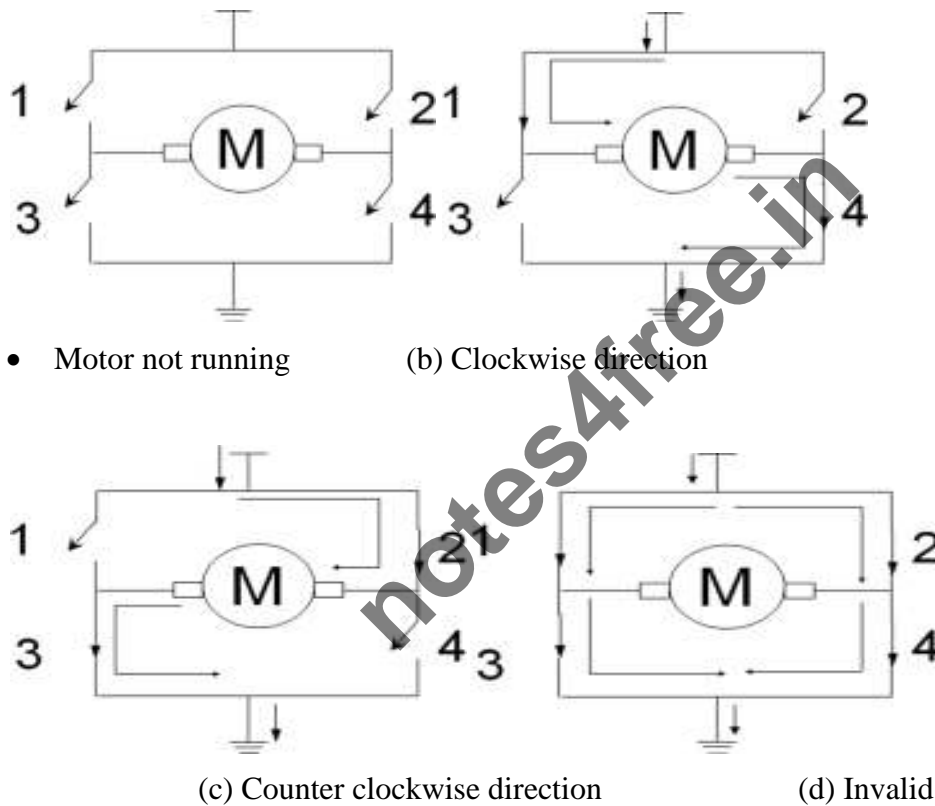 1
M
21
3
4
M
2
3
4
• Motor not running (b) Clockwise direction
1
M
21
3
4
3
M
2
4
(c) Counter clockwise direction (d) Invalid
notes4free.in